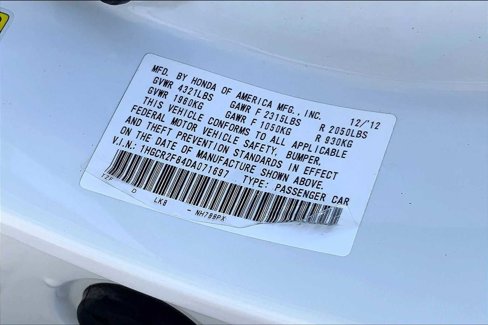 MFD. BY HONDA OF AMERICA MFG., INC. 12/'12
GVWR 4321LBS GAWR F 2315LBS R 2050LBS
GVWR 1960KG GAWR F 1050KG R 930KG
THIS VEHICLE CONFORMS TO ALL APPLICABLE
FEDERAL MOTOR VEHICLE SAFETY, BUMPER,
AND THEFT PREVENTION STANDARDS IN EFFECT
ON THE DATE OF MANUFACTURE SHOWN ABOVE.
V.I.N.: 1HGCR2F84DA071697 TYPE: PASSENGER CAR
LK8 - NH788PX